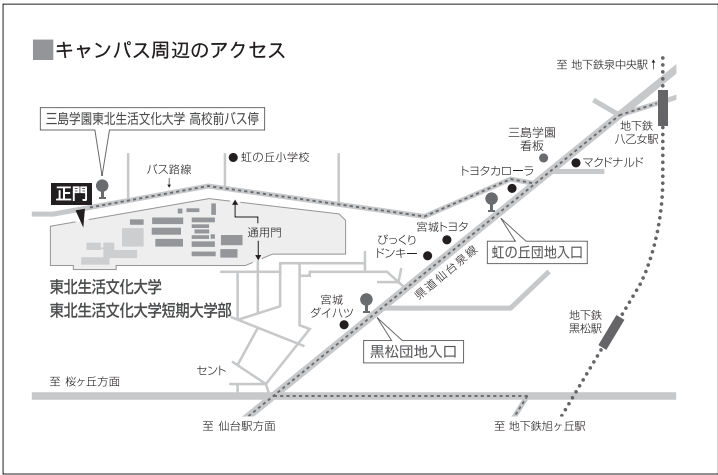 キャンパス周辺のアクセス
至 地下鉄泉中央駅↑
三島学園東北生活文化大学 高校前バス停
地下鉄
八乙女駅
三島学園
看板
マクドナルド
虹の丘小学校
バス路線
トヨタカローラ
正門
通用門
宮城トヨタ
びっくり
ドンキー
虹の丘団地入口
県道仙台泉線
東北生活文化大学
東北生活文化大学短期大学部
宮城
ダイハツ
地下鉄
黒松駅
黒松団地入口
セント
至 桜ヶ丘方面
至 仙台駅方面
至 地下鉄旭ヶ丘駅